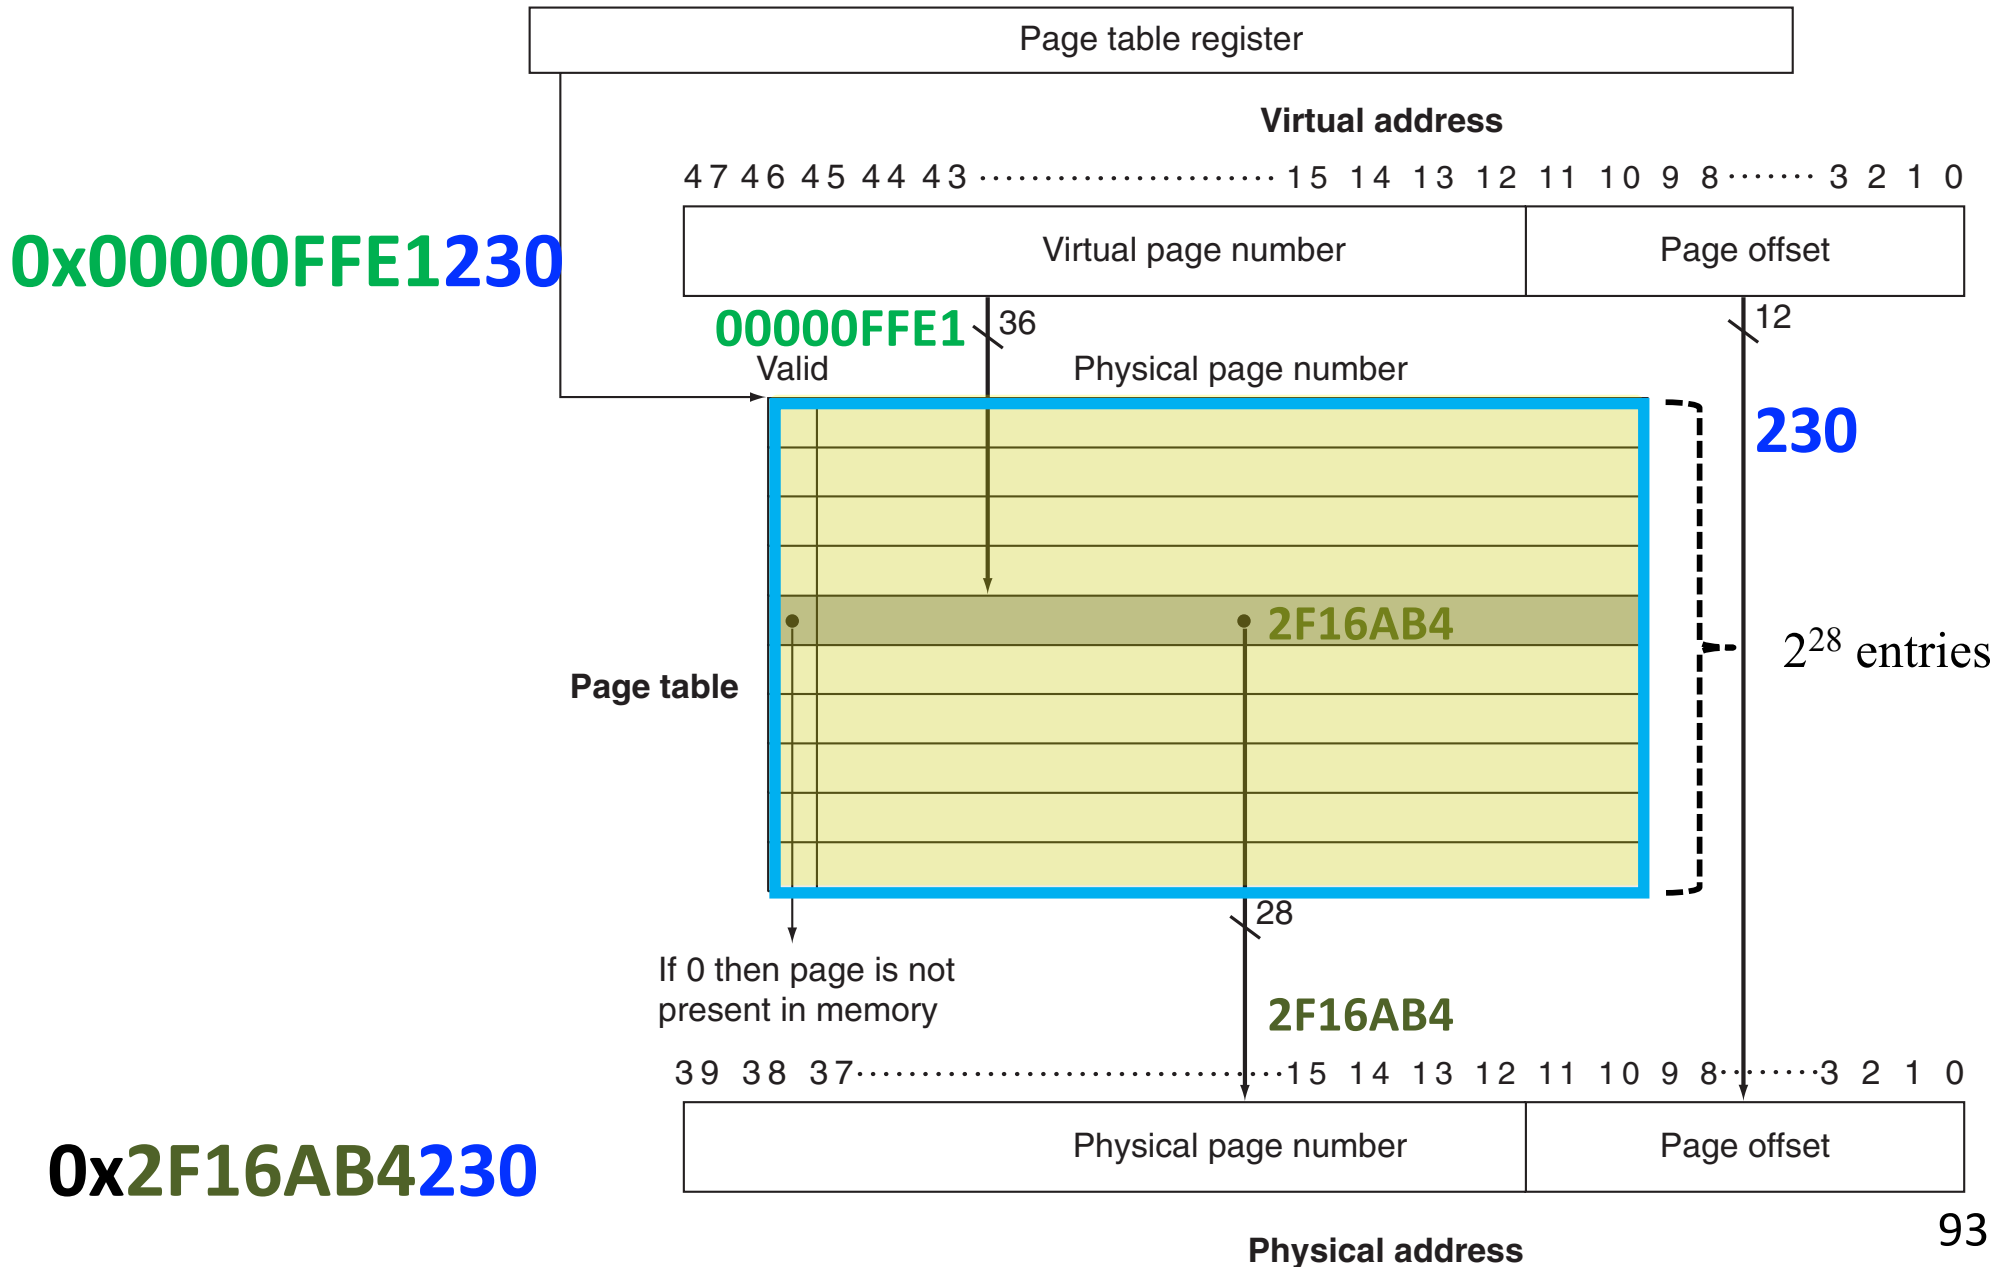 Page table register
Virtual address
47 46 45 44 43 ······················· 15 14 13 12 11 10 9 8 ······· 3 2 1 0
0x00000FFE1230
Virtual page number
Page offset
00000FFE1
36
12
Valid
Physical page number
230
2F16AB4
2²⁸ entries
Page table
28
If 0 then page is not
present in memory
2F16AB4
39 38 37 ································· 15 14 13 12 11 10 9 8 ········ 3 2 1 0
0x2F16AB4230
Physical page number
Page offset
Physical address
93